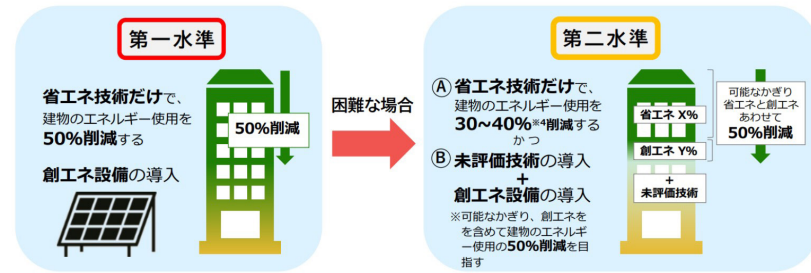 第一水準
省エネ技術だけで、
建物のエネルギー使用を
50%削減する
創エネ設備の導入
50%削減
困難な場合
第二水準
Ⓐ 省エネ技術だけで、
建物のエネルギー使用を
30~40%※4削減する
かつ
Ⓑ 未評価技術の導入
+
創エネ設備の導入
※可能なかぎり、創エネを
を含めて建物のエネルギ
ー使用の50%削減を目
指す
省エネ X%
創エネ Y%
+
未評価技術
可能なかぎり
省エネと創エネ
あわせて
50%削減